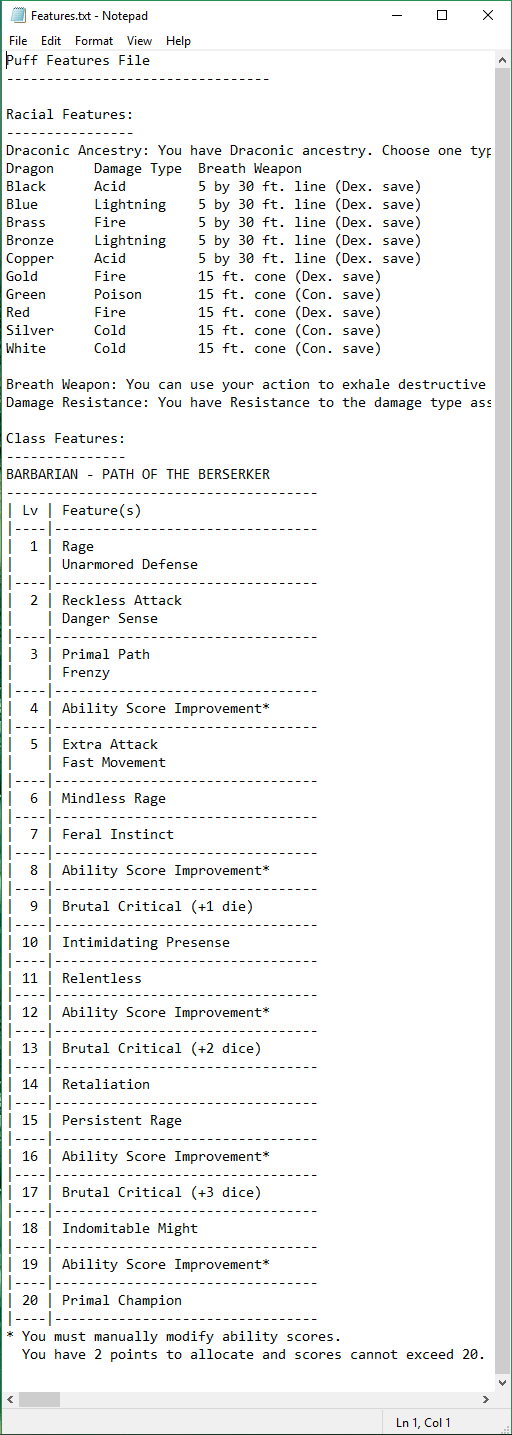 Features.txt - Notepad
File Edit Format View Help
Puff Features File
---------------------------------
Racial Features:
----------------
Draconic Ancestry: You have Draconic ancestry. Choose one typ
Dragon     Damage Type  Breath Weapon
Black      Acid         5 by 30 ft. line (Dex. save)
Blue       Lightning    5 by 30 ft. line (Dex. save)
Brass      Fire         5 by 30 ft. line (Dex. save)
Bronze     Lightning    5 by 30 ft. line (Dex. save)
Copper     Acid         5 by 30 ft. line (Dex. save)
Gold       Fire         15 ft. cone (Dex. save)
Green      Poison       15 ft. cone (Con. save)
Red        Fire         15 ft. cone (Dex. save)
Silver     Cold         15 ft. cone (Con. save)
White      Cold         15 ft. cone (Con. save)
Breath Weapon: You can use your action to exhale destructive
Damage Resistance: You have Resistance to the damage type ass
Class Features:
---------------
BARBARIAN - PATH OF THE BERSERKER
---------------------------------------
| Lv | Feature(s)
|----|---------------------------------
|  1 | Rage
|    | Unarmored Defense
|----|---------------------------------
|  2 | Reckless Attack
|    | Danger Sense
|----|---------------------------------
|  3 | Primal Path
|    | Frenzy
|----|---------------------------------
|  4 | Ability Score Improvement*
|----|---------------------------------
|  5 | Extra Attack
|    | Fast Movement
|----|---------------------------------
|  6 | Mindless Rage
|----|---------------------------------
|  7 | Feral Instinct
|----|---------------------------------
|  8 | Ability Score Improvement*
|----|---------------------------------
|  9 | Brutal Critical (+1 die)
|----|---------------------------------
| 10 | Intimidating Presense
|----|---------------------------------
| 11 | Relentless
|----|---------------------------------
| 12 | Ability Score Improvement*
|----|---------------------------------
| 13 | Brutal Critical (+2 dice)
|----|---------------------------------
| 14 | Retaliation
|----|---------------------------------
| 15 | Persistent Rage
|----|---------------------------------
| 16 | Ability Score Improvement*
|----|---------------------------------
| 17 | Brutal Critical (+3 dice)
|----|---------------------------------
| 18 | Indomitable Might
|----|---------------------------------
| 19 | Ability Score Improvement*
|----|---------------------------------
| 20 | Primal Champion
|----|---------------------------------
* You must manually modify ability scores.
  You have 2 points to allocate and scores cannot exceed 20.
Ln 1, Col 1